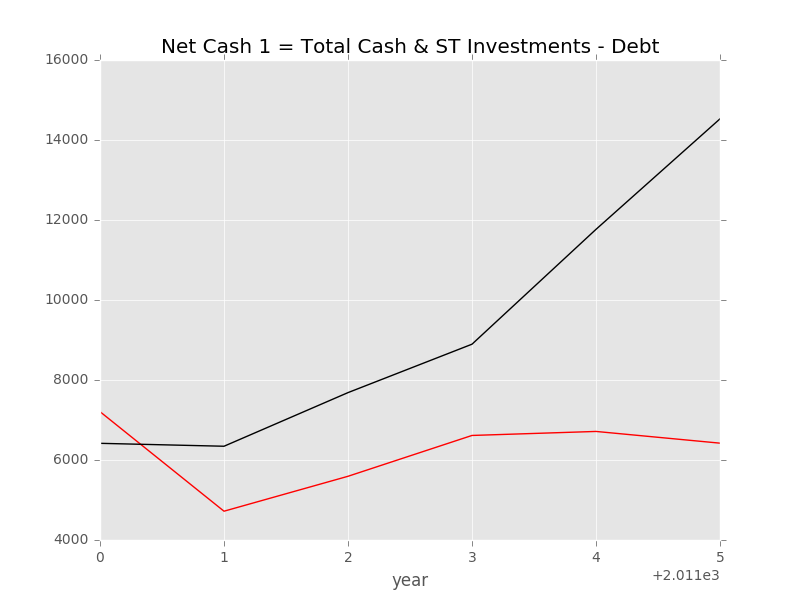 Net Cash 1 = Total Cash & ST Investments - Debt
16000
14000
12000
10000
8000
6000
4000
0 1 2 3 4 5
+2.011e3
year